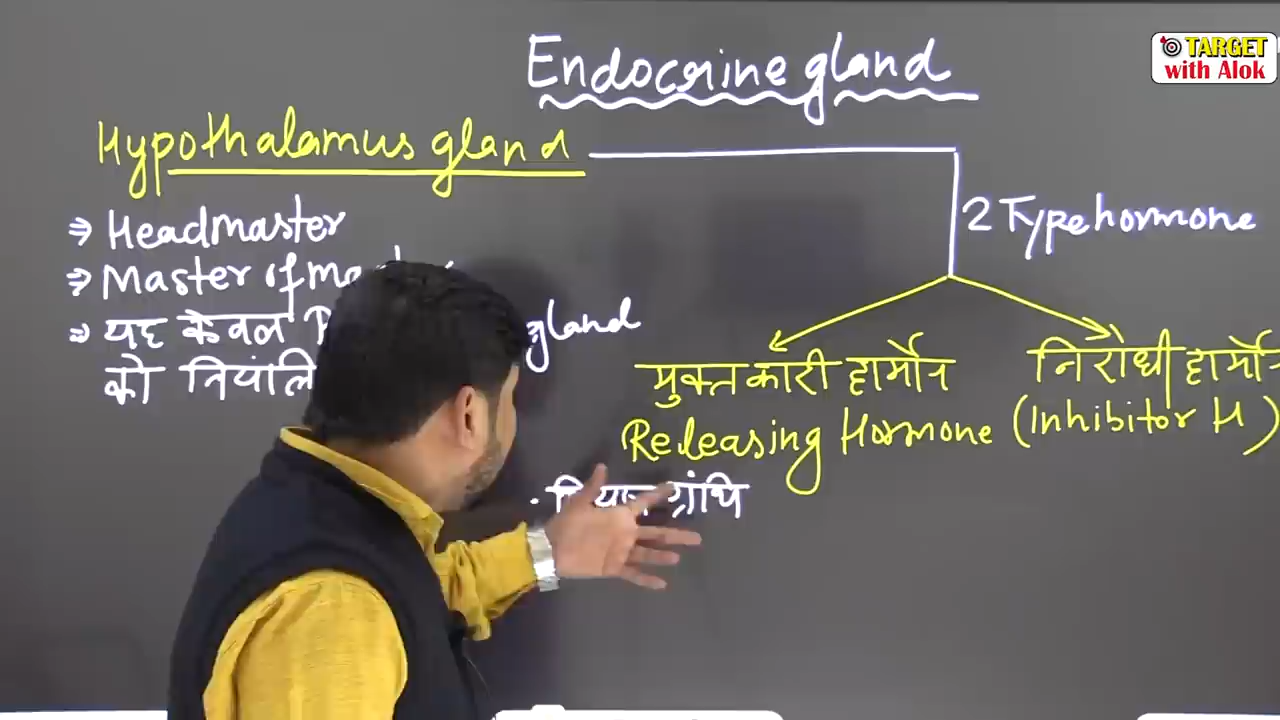 TARGET
with Alok
Endocrine gland
Hypothalamus gland
⇒ Headmaster
⇒ Master of
⇒ यह केवल
gland
को
2 Type hormone
मुक्तकारी हार्मोन
Releasing Hormone
निरोधी
(Inhibitor H)
ग्रंथि